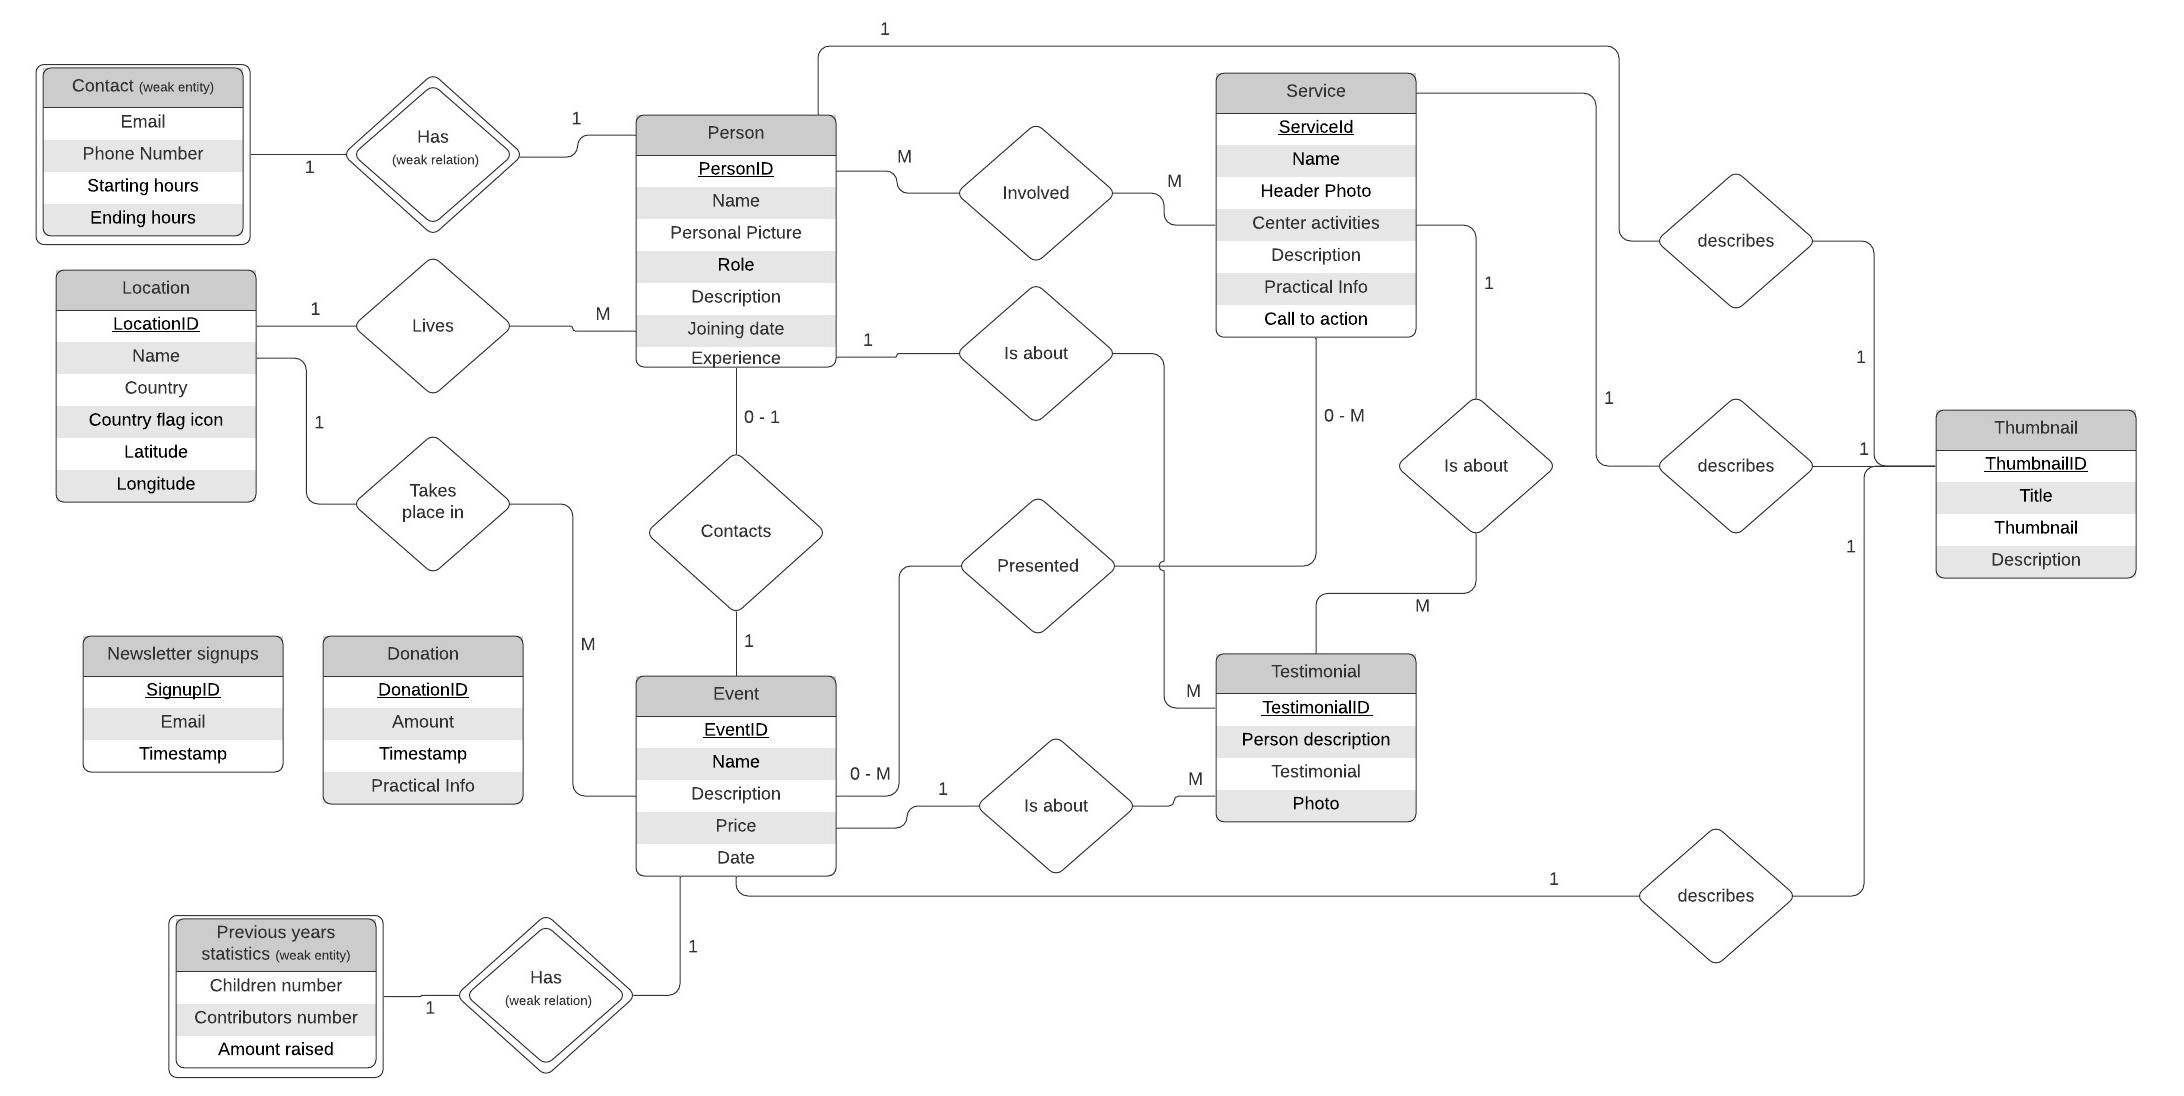 1
Contact (weak entity)
Email
Phone Number
Starting hours
Ending hours
1
Has
(weak relation)
1
Person
PersonID
Name
Personal Picture
Role
Description
Joining date
Experience
M
Involved
M
Service
ServiceId
Name
Header Photo
Center activities
Description
Practical Info
Call to action
describes
1
Location
LocationID
Name
Country
Country flag icon
Latitude
Longitude
1
Lives
M
1
Is about
1
1
Takes
place in
M
0 - 1
Contacts
1
0 - M
Presented
0 - M
Is about
M
1
describes
1
Thumbnail
ThumbnailID
Title
Thumbnail
Description
1
Newsletter signups
SignupID
Email
Timestamp
Donation
DonationID
Amount
Timestamp
Practical Info
Event
EventID
Name
Description
Price
Date
M
Testimonial
TestimonialID
Person description
Testimonial
Photo
1
Is about
M
1
describes
Previous years
statistics (weak entity)
Children number
Contributors number
Amount raised
1
Has
(weak relation)
1